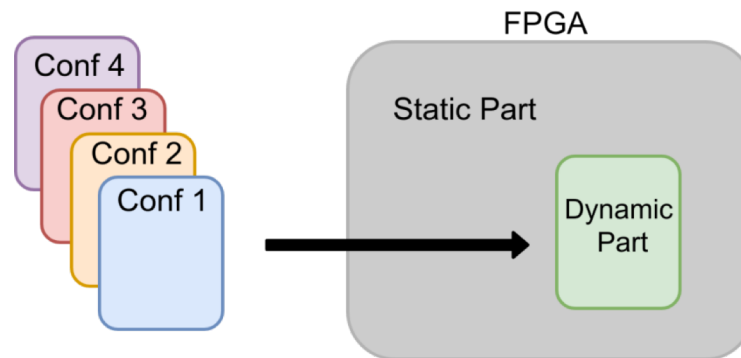 FPGA
Conf 4
Conf 3
Conf 2
Conf 1
Static Part
Dynamic
Part